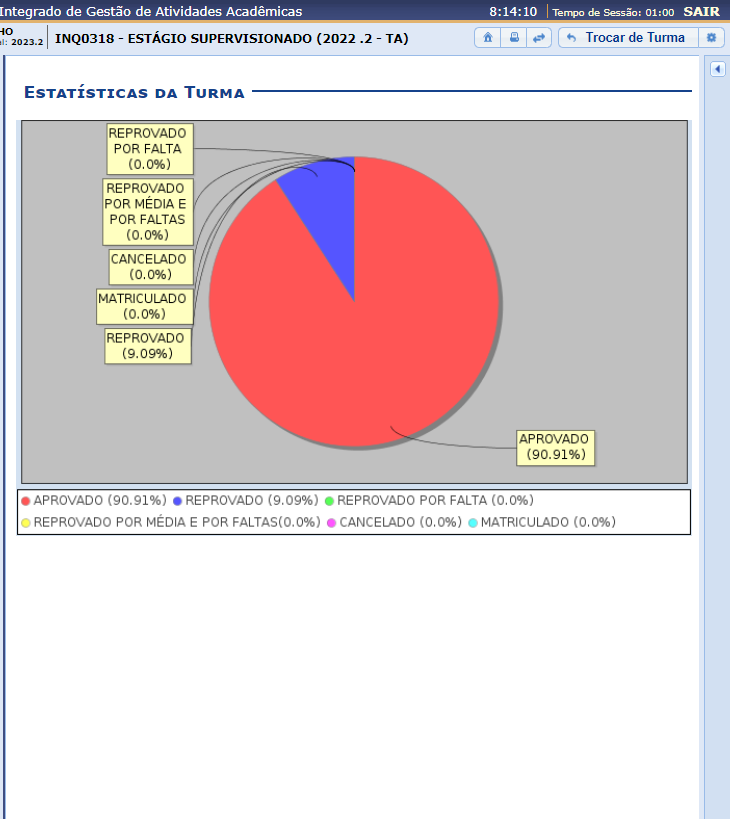 Integrado de Gestão de Atividades Acadêmicas 8:14:10 Tempo de Sessão: 01:00 SAIR
HO
el: 2023.2
INQ0318 - ESTÁGIO SUPERVISIONADO (2022 .2 - TA)
Trocar de Turma
ESTATÍSTICAS DA TURMA
REPROVADO
POR FALTA
(0.0%)
REPROVADO
POR MÉDIA E
POR FALTAS
(0.0%)
CANCELADO
(0.0%)
MATRICULADO
(0.0%)
REPROVADO
(9.09%)
APROVADO
(90.91%)
APROVADO (90.91%) REPROVADO (9.09%) REPROVADO POR FALTA (0.0%)
REPROVADO POR MÉDIA E POR FALTAS(0.0%) CANCELADO (0.0%) MATRICULADO (0.0%)